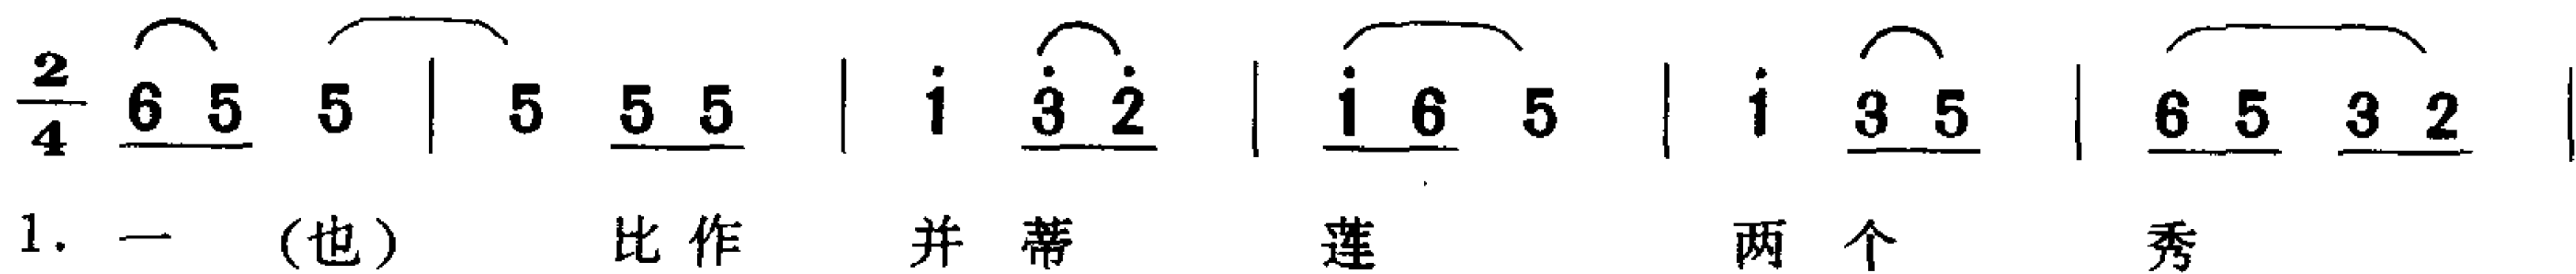 2/4 6 5 5 | 5 5 5 | i 3̇ 2̇ | i 6 5 | i 3 5 | 6 5 3 2 |
1. 一 (也) 比作 并蒂 莲 两个 秀